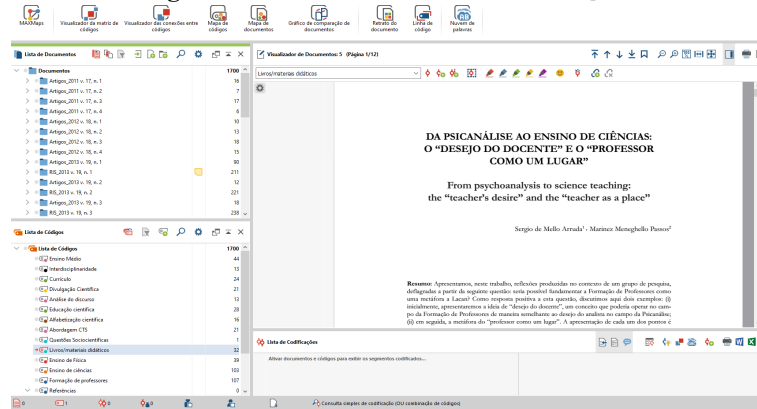 MAXMaps
Visualizador da matriz de códigos
Visualizador das conexões entre códigos
Mapa de códigos
Mapa de documentos
Gráfico de comparação de documentos
Retrato do documento
Linha de código
Nuvem de palavras
Lista de Documentos
Documentos 1700
Artigos_2011 v. 17, n. 1 16
Artigos_2011 v. 17, n. 2 7
Artigos_2011 v. 17, n. 3 17
Artigos_2011 v. 17, n. 4 6
Artigos_2012 v. 18, n. 1 10
Artigos_2012 v. 18, n. 2 13
Artigos_2012 v. 18, n. 3 18
Artigos_2012 v. 18, n. 4 15
Artigos_2013 v. 19, n. 1 90
RIS_2013 v. 19, n. 1 211
Artigos_2013 v. 19, n. 2 12
RIS_2013 v. 19, n. 2 221
Artigos_2013 v. 19, n. 3 18
RIS_2013 v. 19, n. 3 238
Lista de Códigos
Lista de Códigos 1700
Ensino Médio 44
Interdisciplinaridade 13
Currículo 24
Divulgação Científica 21
Análise do discurso 13
Educação científica 28
Alfabetização científica 16
Abordagem CTS 21
Questões Sociocientíficas 1
Livros/materiais didáticos 32
Ensino de Física 39
Ensino de ciências 103
Formação de professores 107
Referências 0
Visualizador de Documentos: 5 (Página 1/12)
Livros/materiais didáticos
DA PSICANÁLISE AO ENSINO DE CIÊNCIAS:
O “DESEJO DO DOCENTE” E O “PROFESSOR
COMO UM LUGAR”
From psychoanalysis to science teaching:
the “teacher’s desire” and the “teacher as a place”
Sergio de Mello Arruda¹ · Marinez Meneghello Passos²
Resumo: Apresentamos, neste trabalho, reflexões produzidas no contexto de um grupo de pesquisa,
deflagradas a partir da seguinte questão: seria possível fundamentar a Formação de Professores como
uma metáfora a Lacan? Como resposta positiva a esta questão, discutimos aqui dois exemplos: (i)
inicialmente, apresentaremos a ideia de “desejo do docente”, um conceito que poderia operar no cam-
po da Formação de Professores de maneira semelhante ao desejo do analista no campo da Psicanálise;
(ii) em seguida, a metáfora do “professor como um lugar”. A apresentação de cada um dos pontos é
Lista de Codificações
Ativar documentos e códigos para exibir os segmentos codificados...
0 1 0 0
Consulta simples de codificação (OU combinação de códigos)